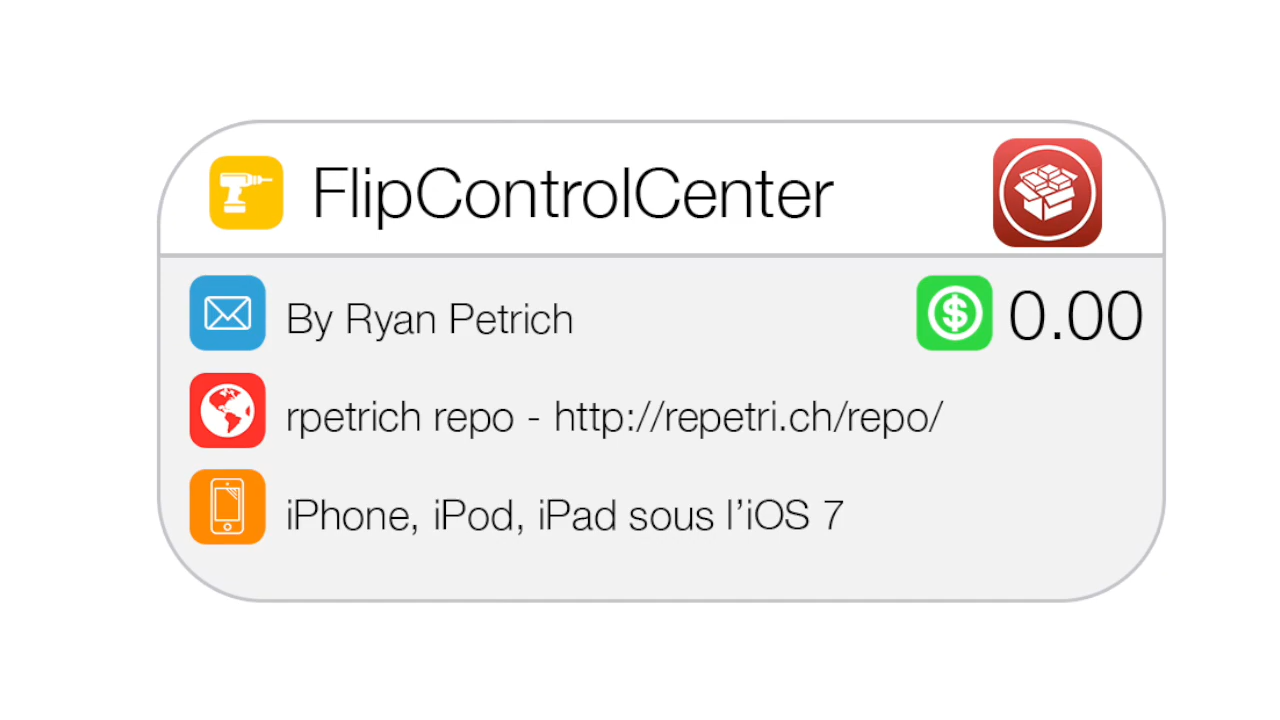 FlipControlCenter
By Ryan Petrich
$ 0.00
rpetrich repo - http://repetri.ch/repo/
iPhone, iPod, iPad sous l’iOS 7